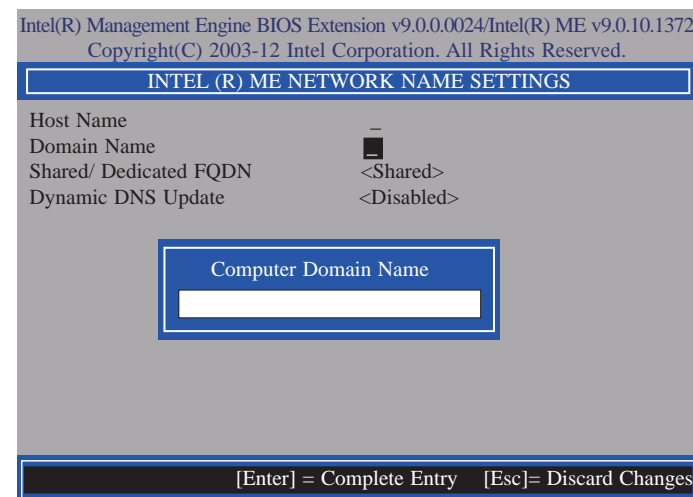 Intel(R) Management Engine BIOS Extension v9.0.0.0024/Intel(R) ME v9.0.10.1372
Copyright(C) 2003-12 Intel Corporation. All Rights Reserved.
INTEL (R) ME NETWORK NAME SETTINGS
Host Name _
Domain Name _
Shared/ Dedicated FQDN <Shared>
Dynamic DNS Update <Disabled>
Computer Domain Name
[Enter] = Complete Entry [Esc]= Discard Changes